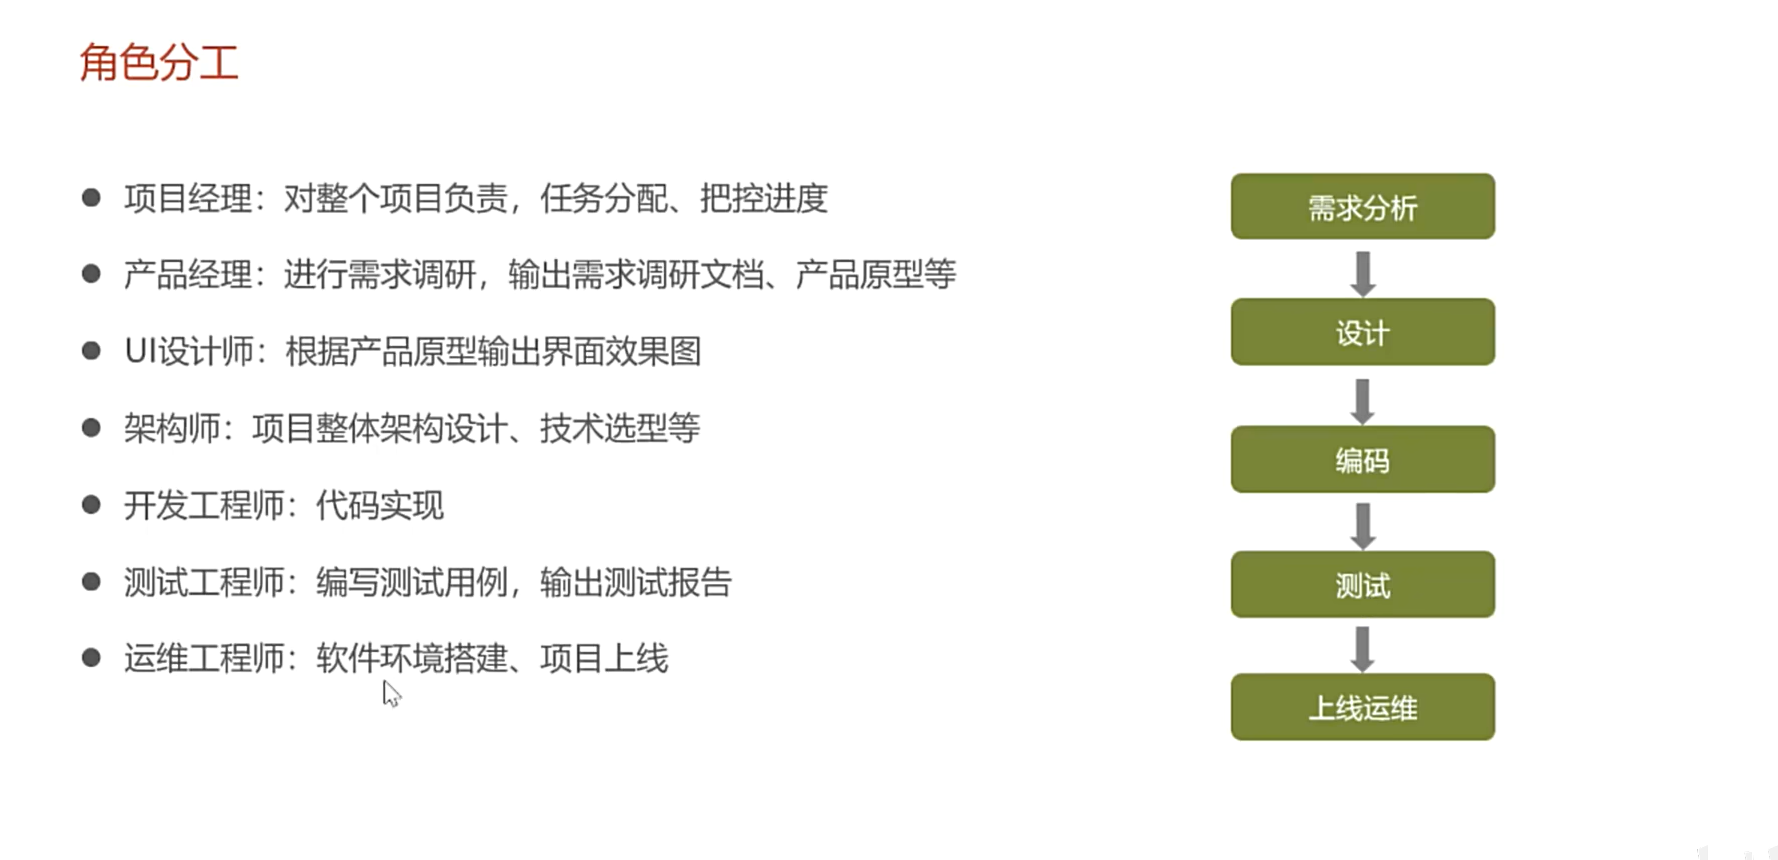 角色分工
项目经理：对整个项目负责，任务分配、把控进度
产品经理：进行需求调研，输出需求调研文档、产品原型等
UI设计师：根据产品原型输出界面效果图
架构师：项目整体架构设计、技术选型等
开发工程师：代码实现
测试工程师：编写测试用例，输出测试报告
运维工程师：软件环境搭建、项目上线
需求分析
设计
编码
测试
上线运维